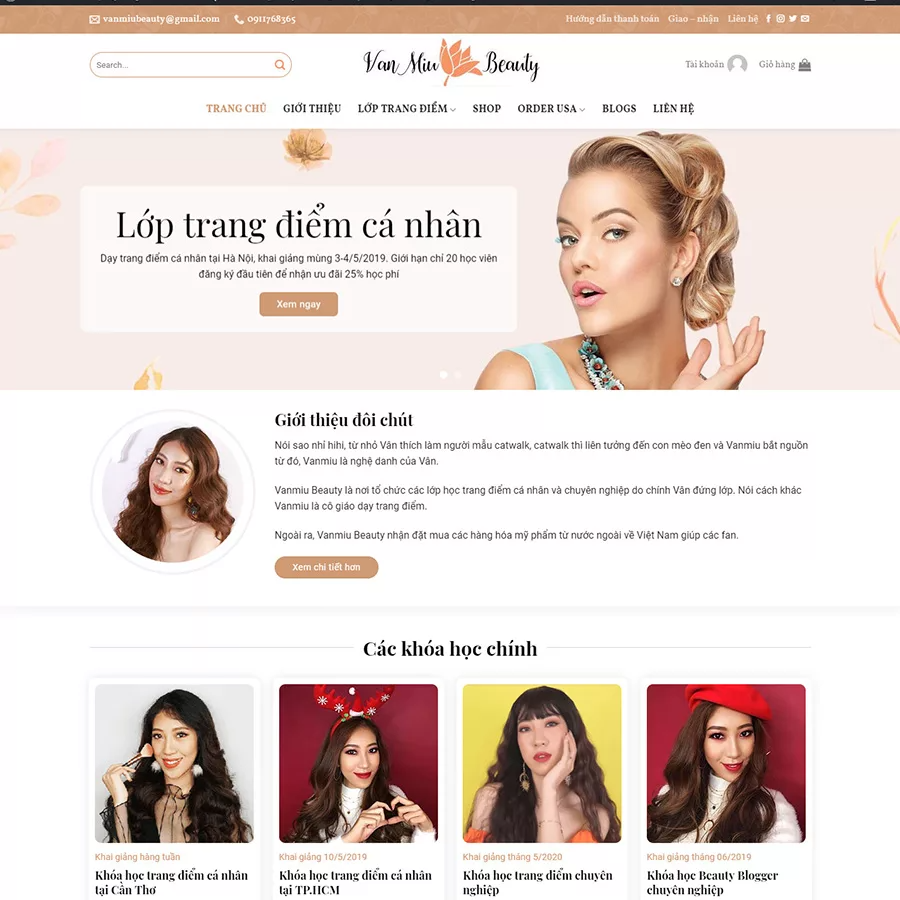 vanmiubeauty@gmail.com 0911768365 Hướng dẫn thanh toán Giao – nhận Liên hệ
Search... Van Miu Beauty Tài khoản Giỏ hàng
TRANG CHỦ GIỚI THIỆU LỚP TRANG ĐIỂM SHOP ORDER USA BLOGS LIÊN HỆ
Lớp trang điểm cá nhân
Dạy trang điểm cá nhân tại Hà Nội, khai giảng mùng 3-4/5/2019. Giới hạn chỉ 20 học viên
đăng ký đầu tiên để nhận ưu đãi 25% học phí
Xem ngay
Giới thiệu đôi chút
Nói sao nhỉ hihi, từ nhỏ Vân thích làm người mẫu catwalk, catwalk thì liên tưởng đến con mèo đen và Vanmiu bắt nguồn
từ đó, Vanmiu là nghệ danh của Vân.
Vanmiu Beauty là nơi tổ chức các lớp học trang điểm cá nhân và chuyên nghiệp do chính Vân đứng lớp. Nói cách khác
Vanmiu là cô giáo dạy trang điểm.
Ngoài ra, Vanmiu Beauty nhận đặt mua các hàng hóa mỹ phẩm từ nước ngoài về Việt Nam giúp các fan.
Xem chi tiết hơn
Các khóa học chính
Khai giảng hàng tuần
Khóa học trang điểm cá nhân
tại Cần Thơ
Khai giảng 10/5/2019
Khóa học trang điểm cá nhân
tại TP.HCM
Khai giảng tháng 5/2020
Khóa học trang điểm chuyên
nghiệp
Khai giảng tháng 06/2019
Khóa học Beauty Blogger
chuyên nghiệp